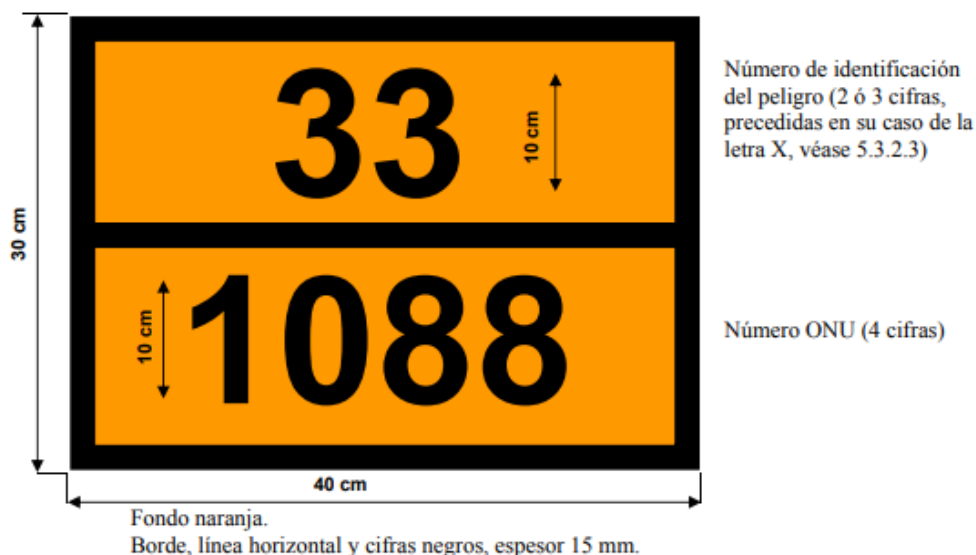 33
10 cm
Número de identificación
del peligro (2 ó 3 cifras,
precedidas en su caso de la
letra X, véase 5.3.2.3)
30 cm
1088
10 cm
Número ONU (4 cifras)
40 cm
Fondo naranja.
Borde, línea horizontal y cifras negros, espesor 15 mm.